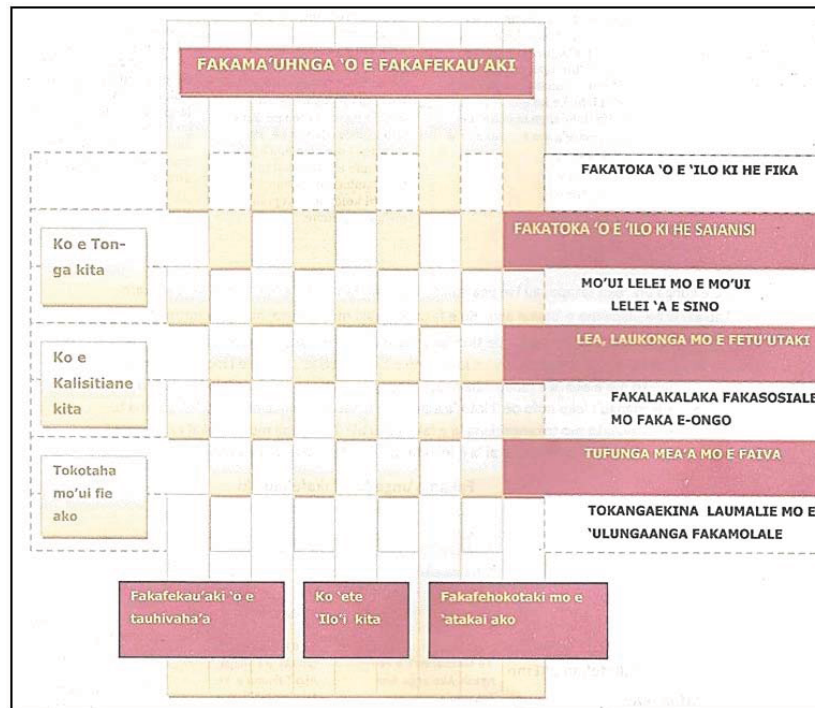 FAKAMA'UHNGA 'O E FAKAFEKAU'AKI
FAKATOKA 'O E 'ILO KI HE FIKA
FAKATOKA 'O E 'ILO KI HE SAIANISI
Ko e Ton-
ga kita
MO'UI LELEI MO E MO'UI
LELEI 'A E SINO
LEA, LAUKONGA MO E FETU'UTAKI
Ko e
Kalisitiane
kita
FAKALAKALAKA FAKASOSIALE
MO FAKA E-ONGO
TUFUNGA MEA'A MO E FAIVA
Tokotaha
mo'ui fie
ako
TOKANGAEKINA LAUMALIE MO E
'ULUNGAANGA FAKAMOLALE
Fakafekau'aki 'o e
tauhivaha'a
Ko 'ete
'Ilo'i kita
Fakafehokotaki mo e
'atakai ako